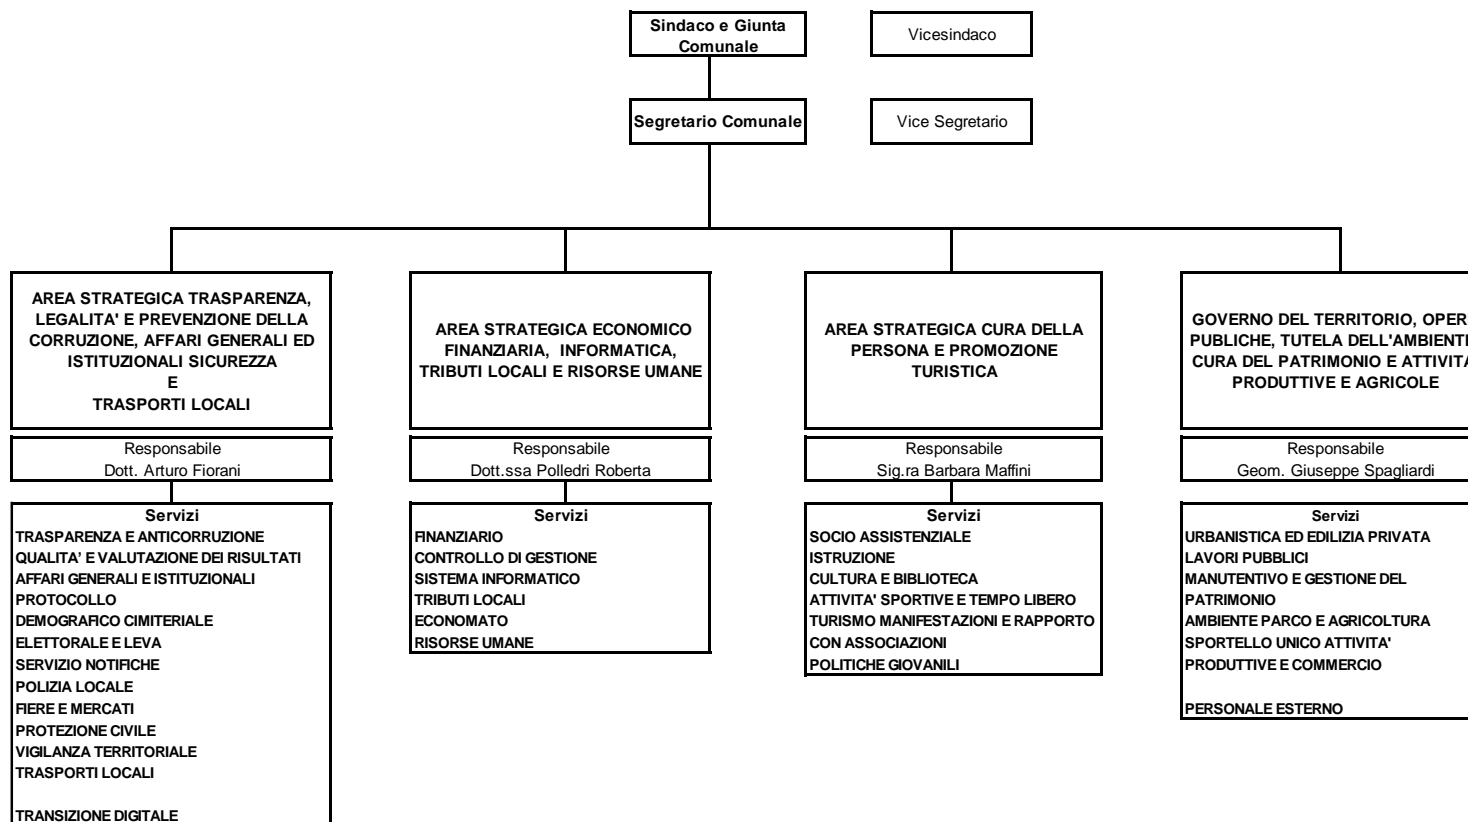 Sindaco e Giunta
Comunale
Vicesindaco
Segretario Comunale
Vice Segretario
AREA STRATEGICA TRASPARENZA,
LEGALITA' E PREVENZIONE DELLA
CORRUZIONE, AFFARI GENERALI ED
ISTITUZIONALI SICUREZZA
E
TRASPORTI LOCALI
Responsabile
Dott. Arturo Fiorani
Servizi
TRASPARENZA E ANTICORRUZIONE
QUALITA' E VALUTAZIONE DEI RISULTATI
AFFARI GENERALI E ISTITUZIONALI
PROTOCOLLO
DEMOGRAFICO CIMITERIALE
ELETTORALE E LEVA
SERVIZIO NOTIFICHE
POLIZIA LOCALE
FIERE E MERCATI
PROTEZIONE CIVILE
VIGILANZA TERRITORIALE
TRASPORTI LOCALI
TRANSIZIONE DIGITALE
AREA STRATEGICA ECONOMICO
FINANZIARIA, INFORMATICA,
TRIBUTI LOCALI E RISORSE UMANE
Responsabile
Dott.ssa Polledri Roberta
Servizi
FINANZIARIO
CONTROLLO DI GESTIONE
SISTEMA INFORMATICO
TRIBUTI LOCALI
ECONOMATO
RISORSE UMANE
AREA STRATEGICA CURA DELLA
PERSONA E PROMOZIONE
TURISTICA
Responsabile
Sig.ra Barbara Maffini
Servizi
SOCIO ASSISTENZIALE
ISTRUZIONE
CULTURA E BIBLIOTECA
ATTIVITA' SPORTIVE E TEMPO LIBERO
TURISMO MANIFESTAZIONI E RAPPORTO
CON ASSOCIAZIONI
POLITICHE GIOVANILI
GOVERNO DEL TERRITORIO, OPER
PUBLICHE, TUTELA DELL'AMBIENT
CURA DEL PATRIMONIO E ATTIVITA
PRODUTTIVE E AGRICOLE
Responsabile
Geom. Giuseppe Spagliardi
Servizi
URBANISTICA ED EDILIZIA PRIVATA
LAVORI PUBBLICI
MANUTENTIVO E GESTIONE DEL
PATRIMONIO
AMBIENTE PARCO E AGRICOLTURA
SPORTELLO UNICO ATTIVITA'
PRODUTTIVE E COMMERCIO
PERSONALE ESTERNO